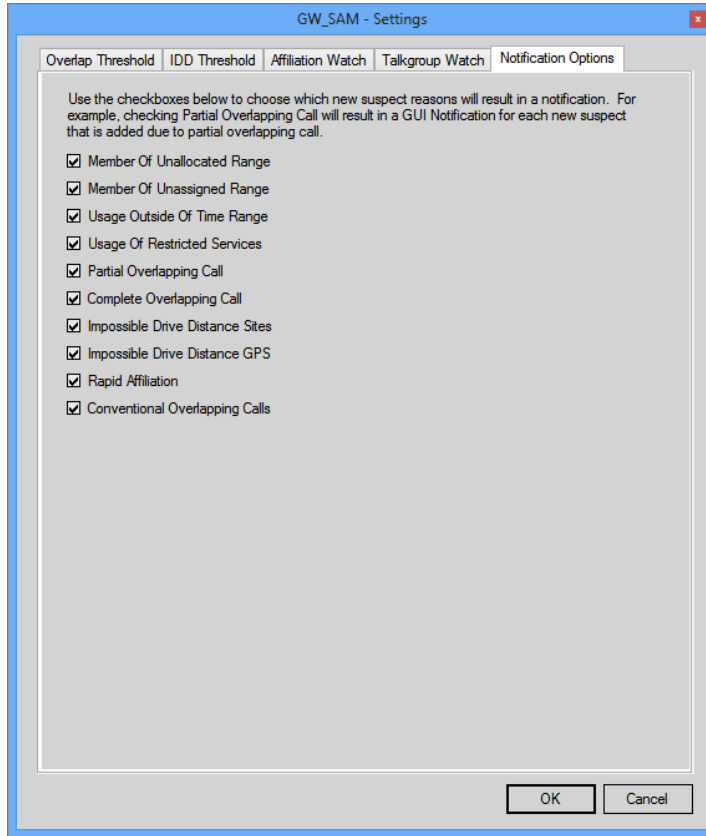 GW_SAM - Settings
x
Overlap Threshold
IDD Threshold
Affiliation Watch
Talkgroup Watch
Notification Options
Use the checkboxes below to choose which new suspect reasons will result in a notification. For
example, checking Partial Overlapping Call will result in a GUI Notification for each new suspect
that is added due to partial overlapping call.
Member Of Unallocated Range
Member Of Unassigned Range
Usage Outside Of Time Range
Usage Of Restricted Services
Partial Overlapping Call
Complete Overlapping Call
Impossible Drive Distance Sites
Impossible Drive Distance GPS
Rapid Affiliation
Conventional Overlapping Calls
OK
Cancel